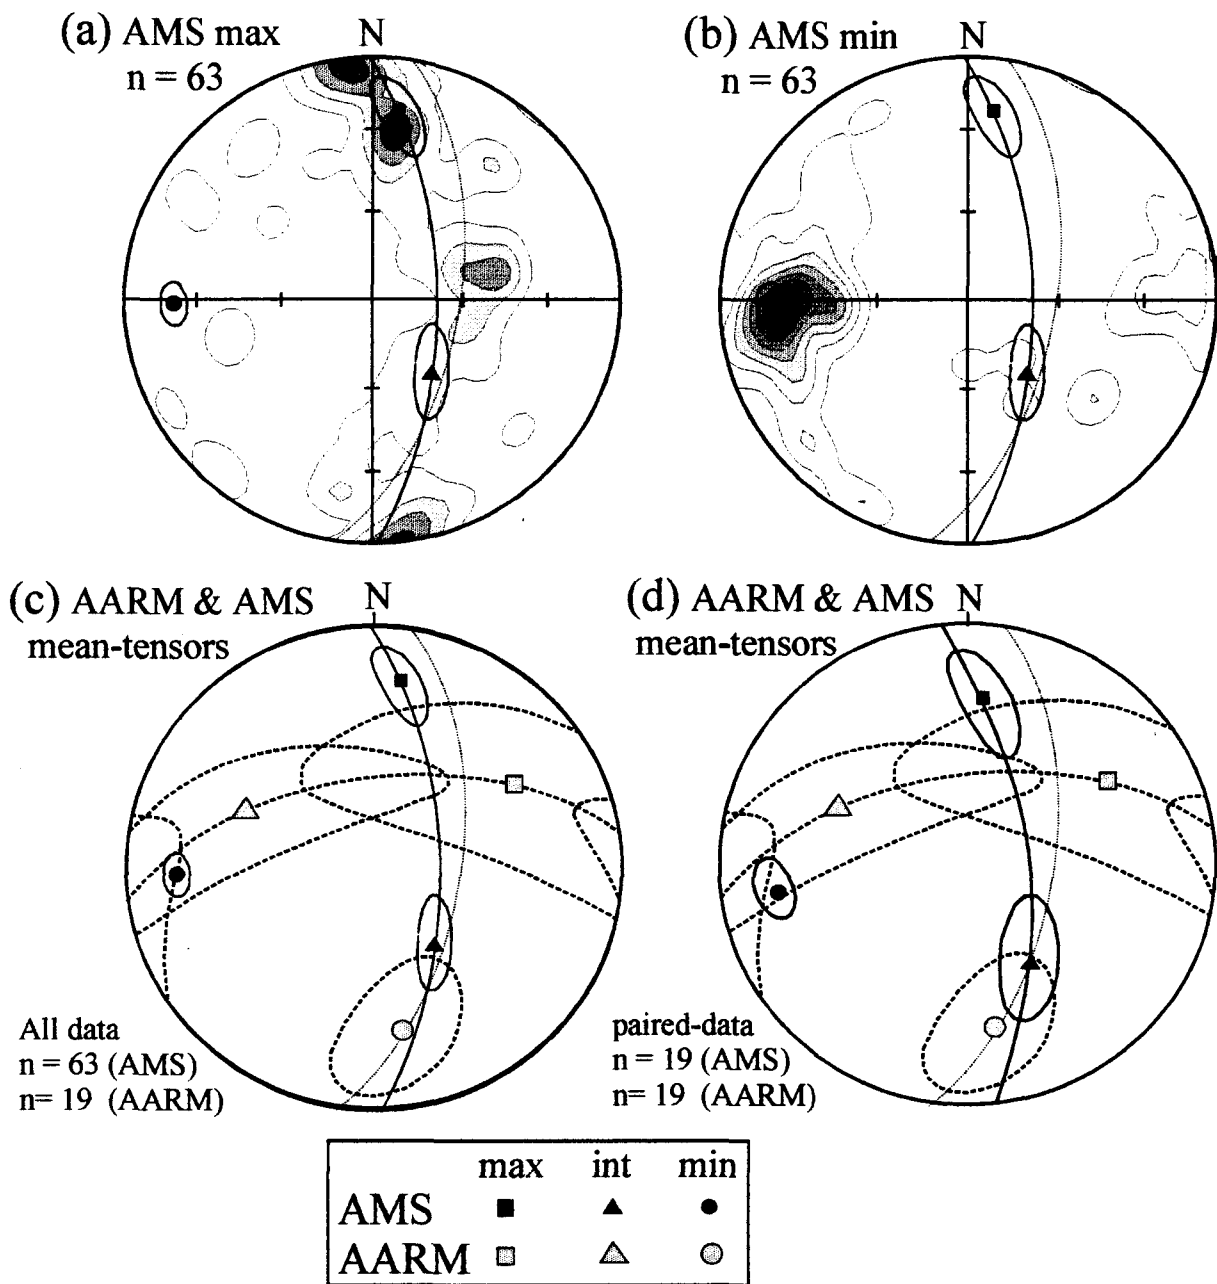 (a) AMS max
n = 63
N
(b) AMS min
n = 63
N
(c) AARM & AMS
mean-tensors
N
All data
n = 63 (AMS)
n= 19 (AARM)
(d) AARM & AMS
mean-tensors
N
paired-data
n = 19 (AMS)
n= 19 (AARM)
max int min
AMS
AARM